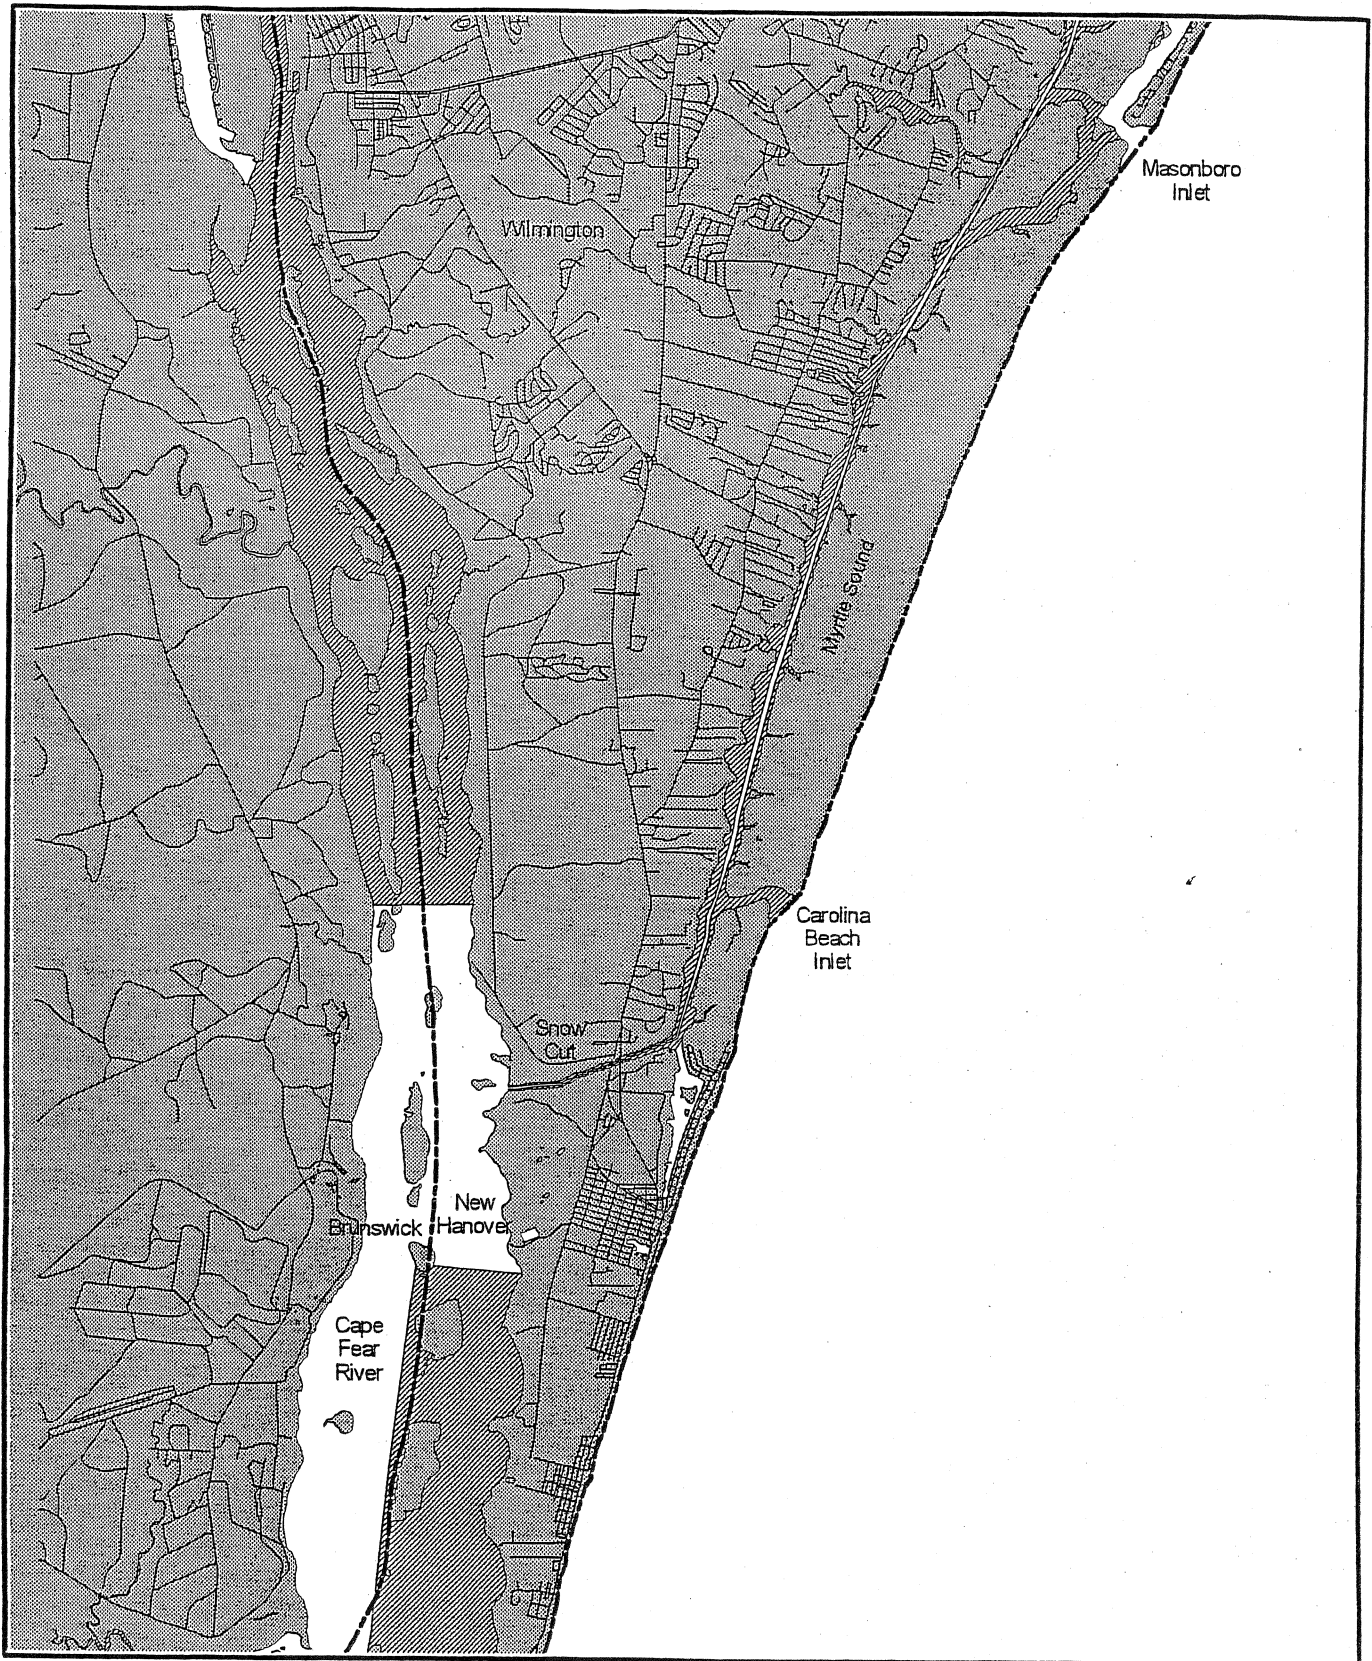 Masonboro
Inlet
Wilmington
Myrtle Sound
Carolina
Beach
Inlet
Snow
Cut
New
Brunswick Hanover
Cape
Fear
River